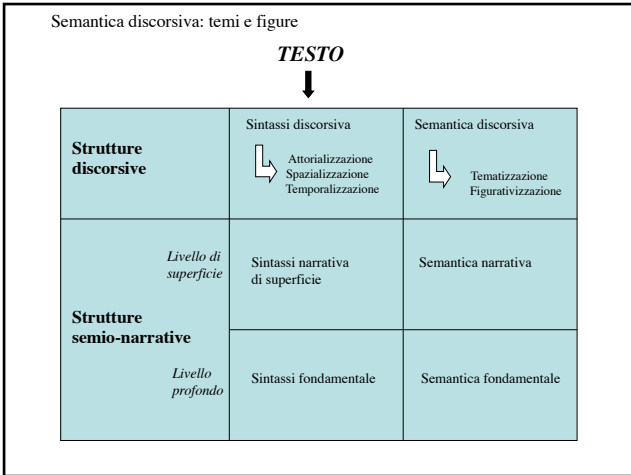 Semantica discorsiva: temi e figure
TESTO
Strutture
discorsive
Sintassi discorsiva
Attorializzazione
Spazializzazione
Temporalizzazione
Semantica discorsiva
Tematizzazione
Figurativizzazione
Strutture
semio-narrative
Livello di
superficie
Sintassi narrativa
di superficie
Semantica narrativa
Livello
profondo
Sintassi fondamentale
Semantica fondamentale